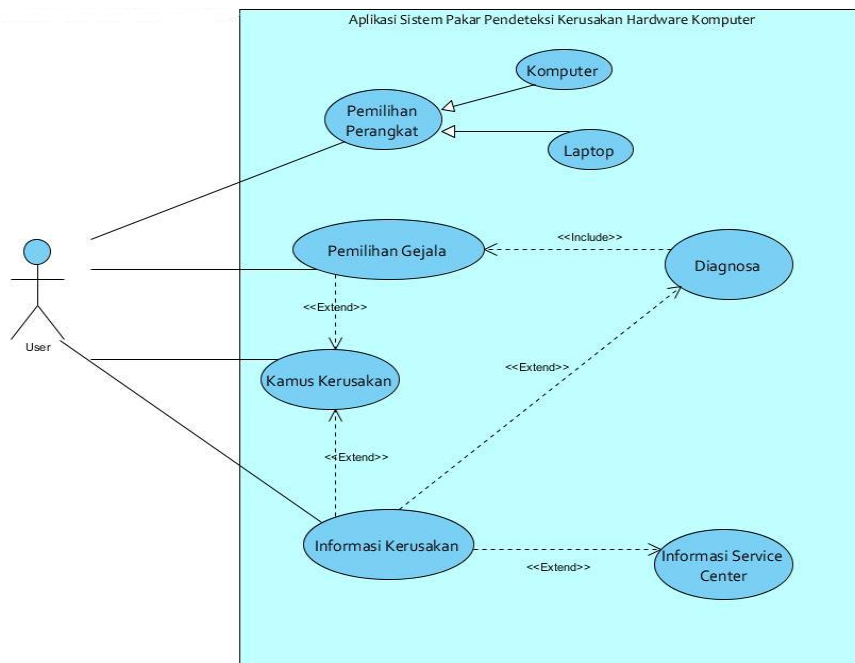 Aplikasi Sistem Pakar Pendeteksi Kerusakan Hardware Komputer
Komputer
Pemilihan
Perangkat
Laptop
<<Include>>
Pemilihan Gejala
Diagnosa
<<Extend>>
User
<<Extend>>
Kamus Kerusakan
<<Extend>>
Informasi Kerusakan
Informasi Service
Center
<<Extend>>